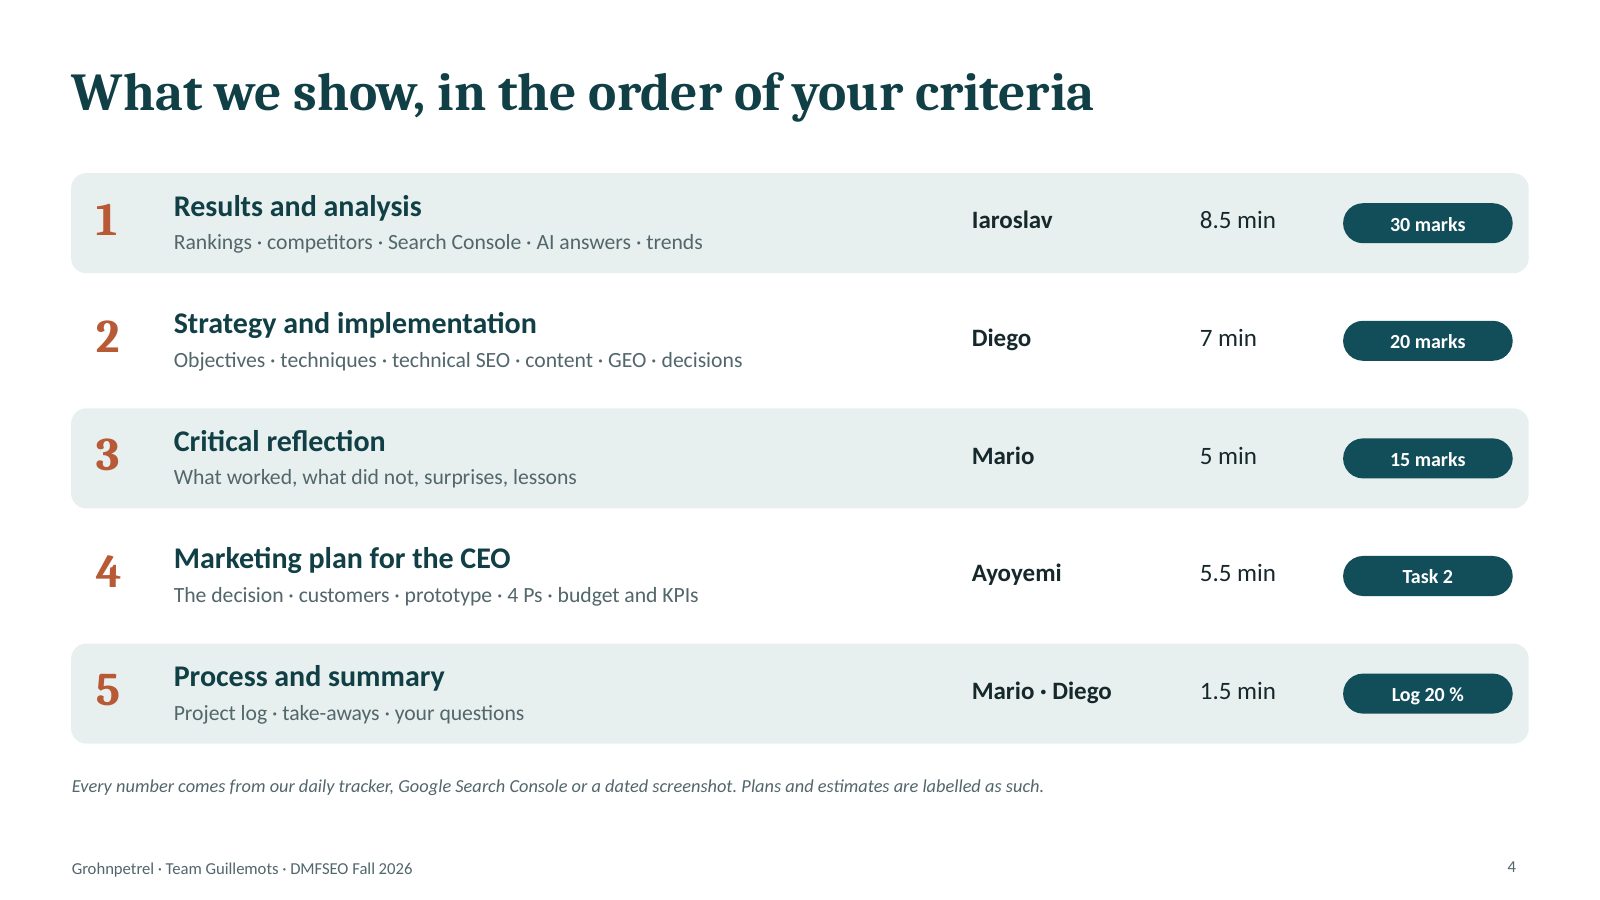 What we show, in the order of your criteria
1
Results and analysis
Rankings · competitors · Search Console · AI answers · trends
Iaroslav
8.5 min
30 marks
2
Strategy and implementation
Objectives · techniques · technical SEO · content · GEO · decisions
Diego
7 min
20 marks
3
Critical reflection
What worked, what did not, surprises, lessons
Mario
5 min
15 marks
4
Marketing plan for the CEO
The decision · customers · prototype · 4 Ps · budget and KPIs
Ayoyemi
5.5 min
Task 2
5
Process and summary
Project log · take-aways · your questions
Mario · Diego
1.5 min
Log 20 %
Every number comes from our daily tracker, Google Search Console or a dated screenshot. Plans and estimates are labelled as such.
Grohnpetrel · Team Guillemots · DMFSEO Fall 2026
4